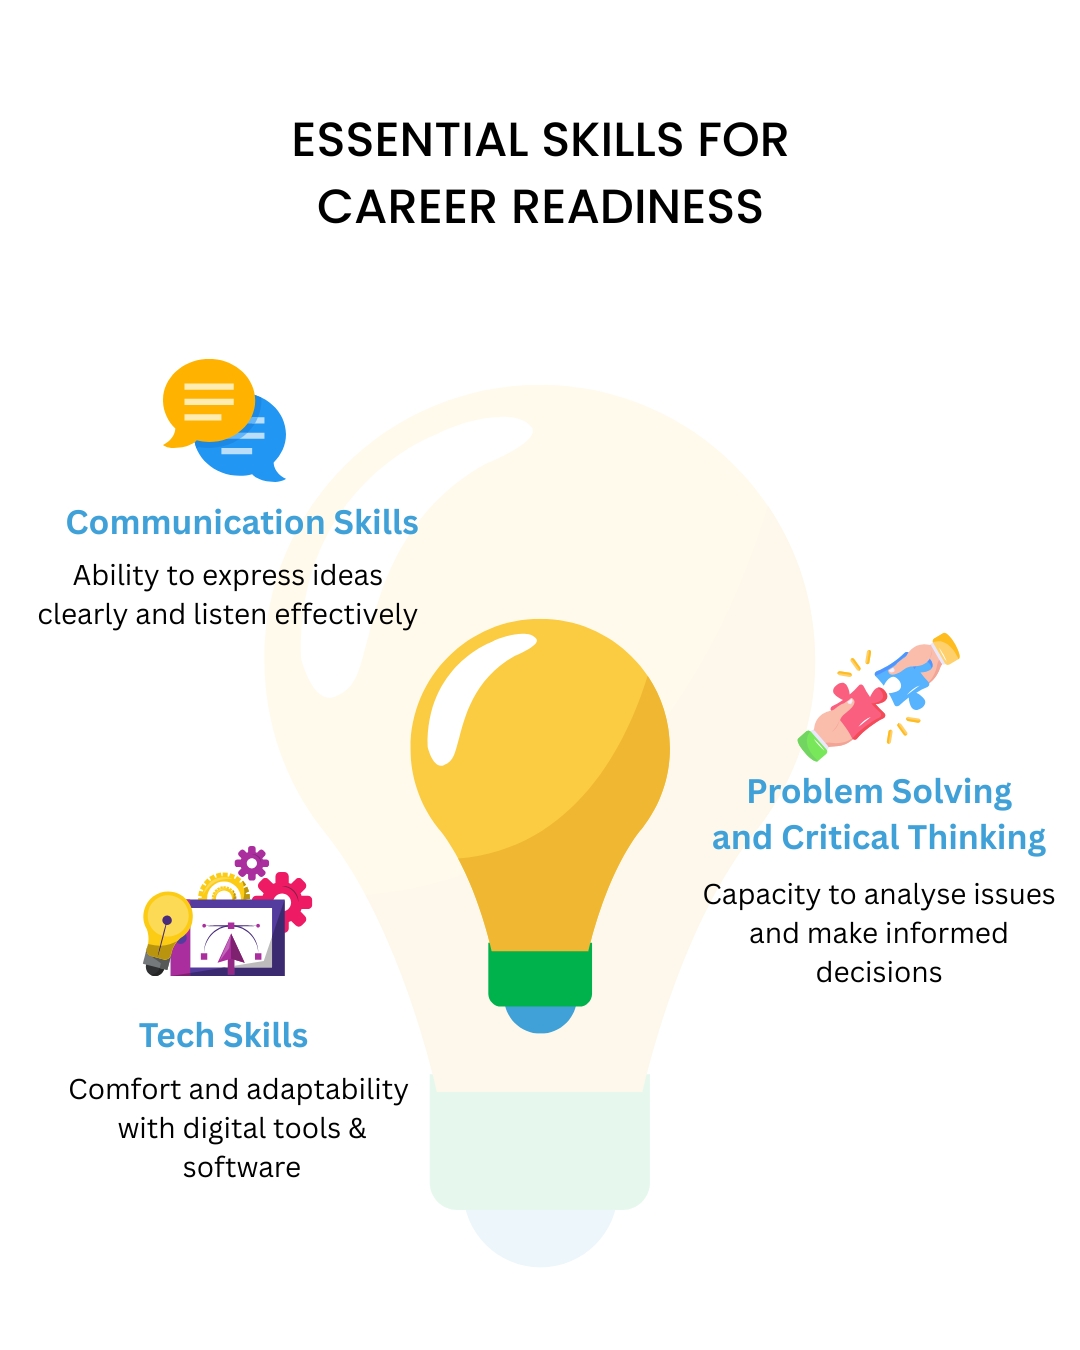 ESSENTIAL SKILLS FOR
CAREER READINESS
Communication Skills
Ability to express ideas
clearly and listen effectively
Problem Solving
and Critical Thinking
Capacity to analyse issues
and make informed
decisions
Tech Skills
Comfort and adaptability
with digital tools &
software